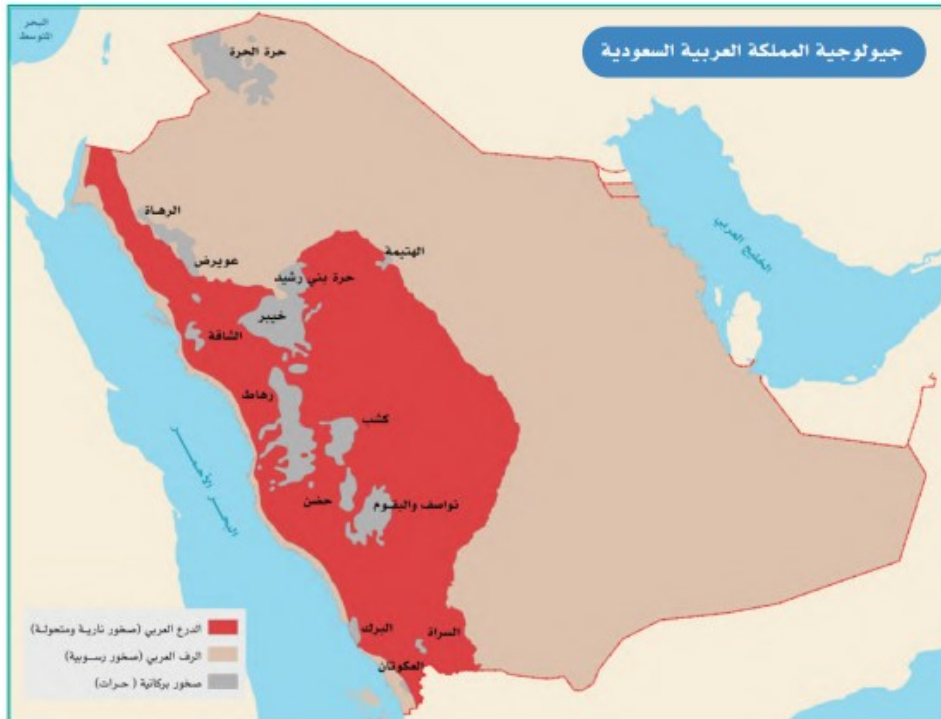 البحر
المتوسط
جيولوجية المملكة العربية السعودية
حرة الحرة
الرهاة
عويرض
الهتيمة
حرة بني رشيد
خيبر
الشاقة
رهاط
كشب
حضن
نواصف والبقوم
البرك
السراة
العكوتان
الخليج العربي
البحر الأحمر
الدرع العربي (صخور نارية ومتحولة)
الرف العربي (صخور رسوبية)
صخور بركانية ( حرات)